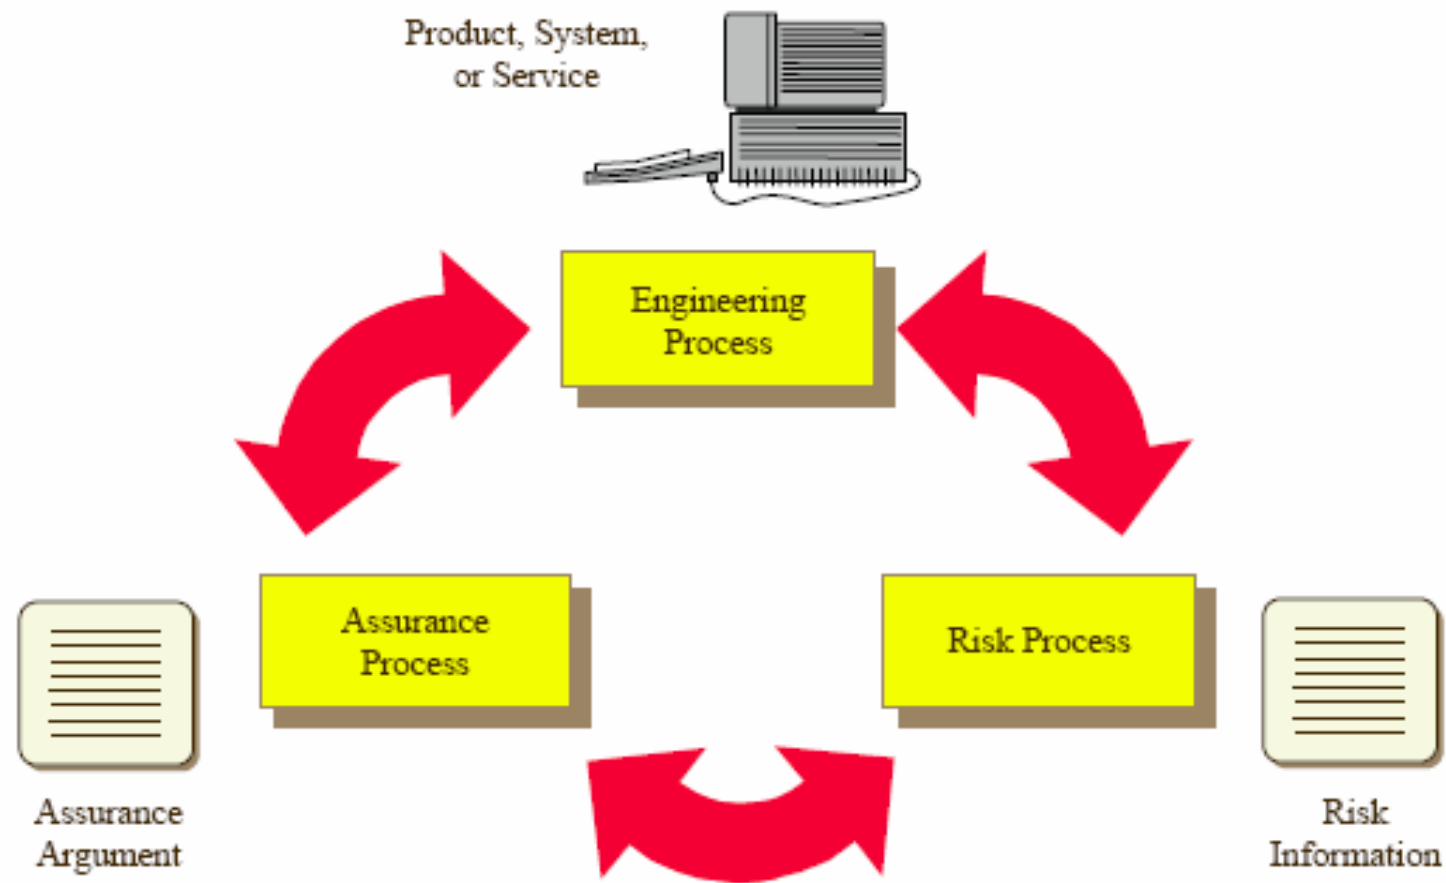 Product, System,
or Service
Engineering
Process
Assurance
Process
Risk Process
Assurance
Argument
Risk
Information